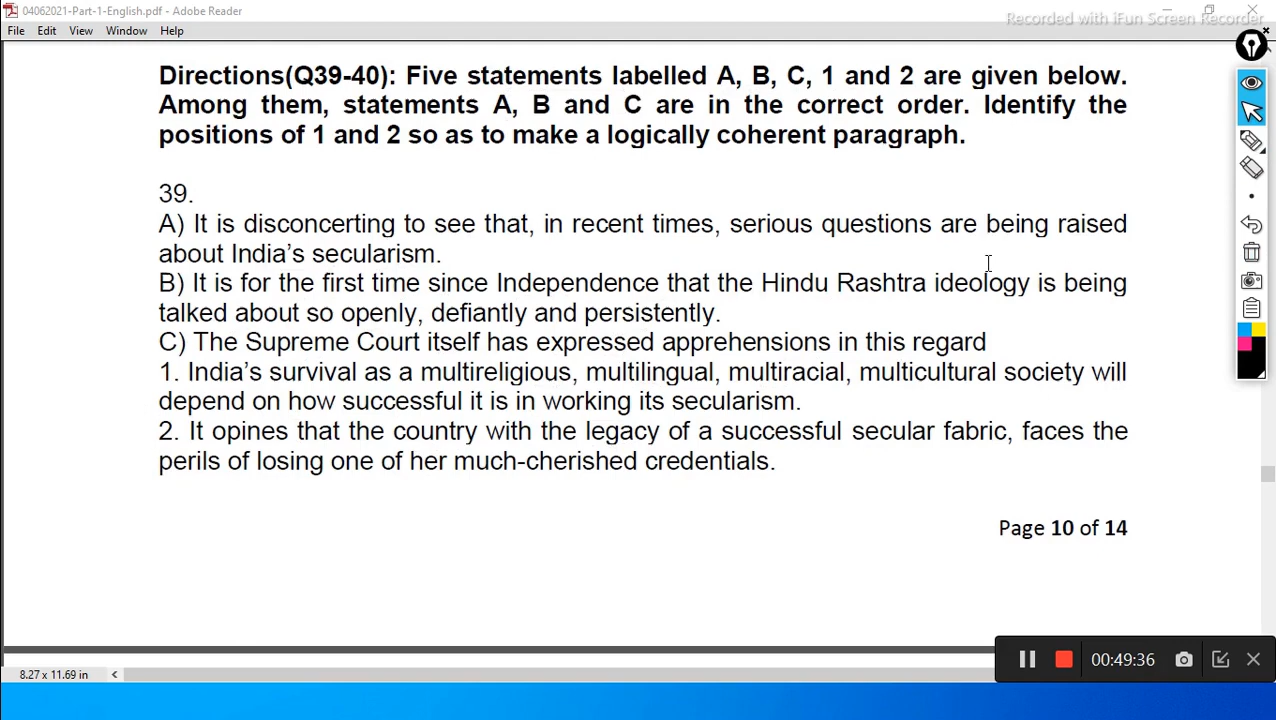 04062021-Part-1-English.pdf - Adobe Reader
Recorded with iFun Screen Recorder
File Edit View Window Help
Directions(Q39-40): Five statements labelled A, B, C, 1 and 2 are given below.
Among them, statements A, B and C are in the correct order. Identify the
positions of 1 and 2 so as to make a logically coherent paragraph.
39.
A) It is disconcerting to see that, in recent times, serious questions are being raised
about India's secularism.
B) It is for the first time since Independence that the Hindu Rashtra ideology is being
talked about so openly, defiantly and persistently.
C) The Supreme Court itself has expressed apprehensions in this regard
1. India's survival as a multireligious, multilingual, multiracial, multicultural society will
depend on how successful it is in working its secularism.
2. It opines that the country with the legacy of a successful secular fabric, faces the
perils of losing one of her much-cherished credentials.
Page 10 of 14
00:49:36
8.27 x 11.69 in